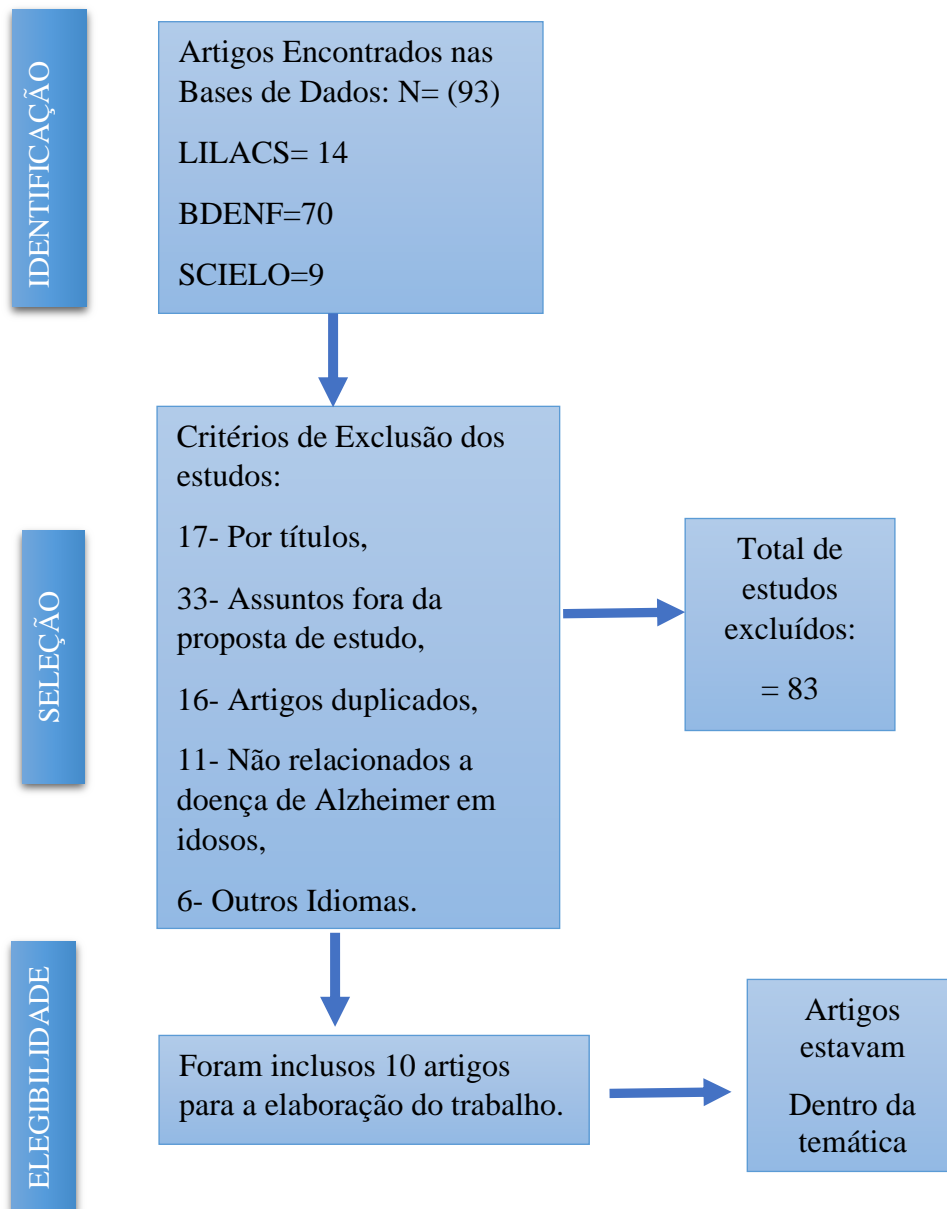 IDENTIFICAÇÃO
Artigos Encontrados nas
Bases de Dados: N= (93)
LILACS= 14
BDENF=70
SCIELO=9
SELEÇÃO
Critérios de Exclusão dos
estudos:
17- Por títulos,
33- Assuntos fora da
proposta de estudo,
16- Artigos duplicados,
11- Não relacionados a
doença de Alzheimer em
idosos,
6- Outros Idiomas.
Total de
estudos
excluídos:
= 83
ELEGIBILIDADE
Foram inclusos 10 artigos
para a elaboração do trabalho.
Artigos
estavam
Dentro da
temática